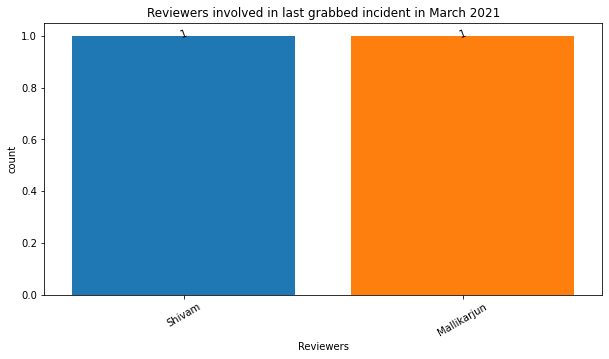 Reviewers involved in last grabbed incident in March 2021
1 1
1.0
0.8
0.6
0.4
0.2
0.0
count
Shivam Mallikarjun
Reviewers